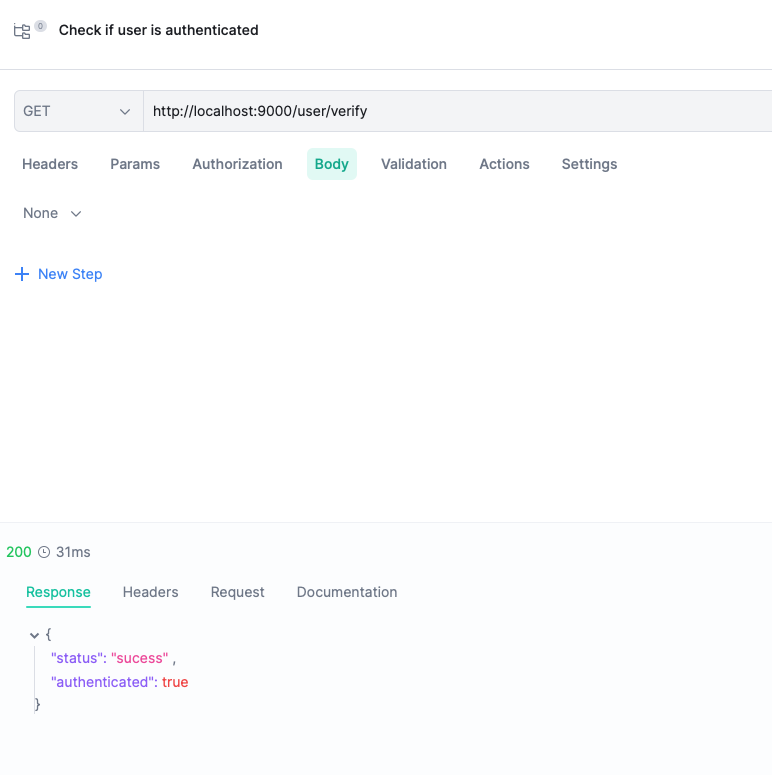 0 Check if user is authenticated
GET http://localhost:9000/user/verify
Headers Params Authorization Body Validation Actions Settings
None
+ New Step
200 31ms
Response Headers Request Documentation
{
"status": "sucess" ,
"authenticated": true
}